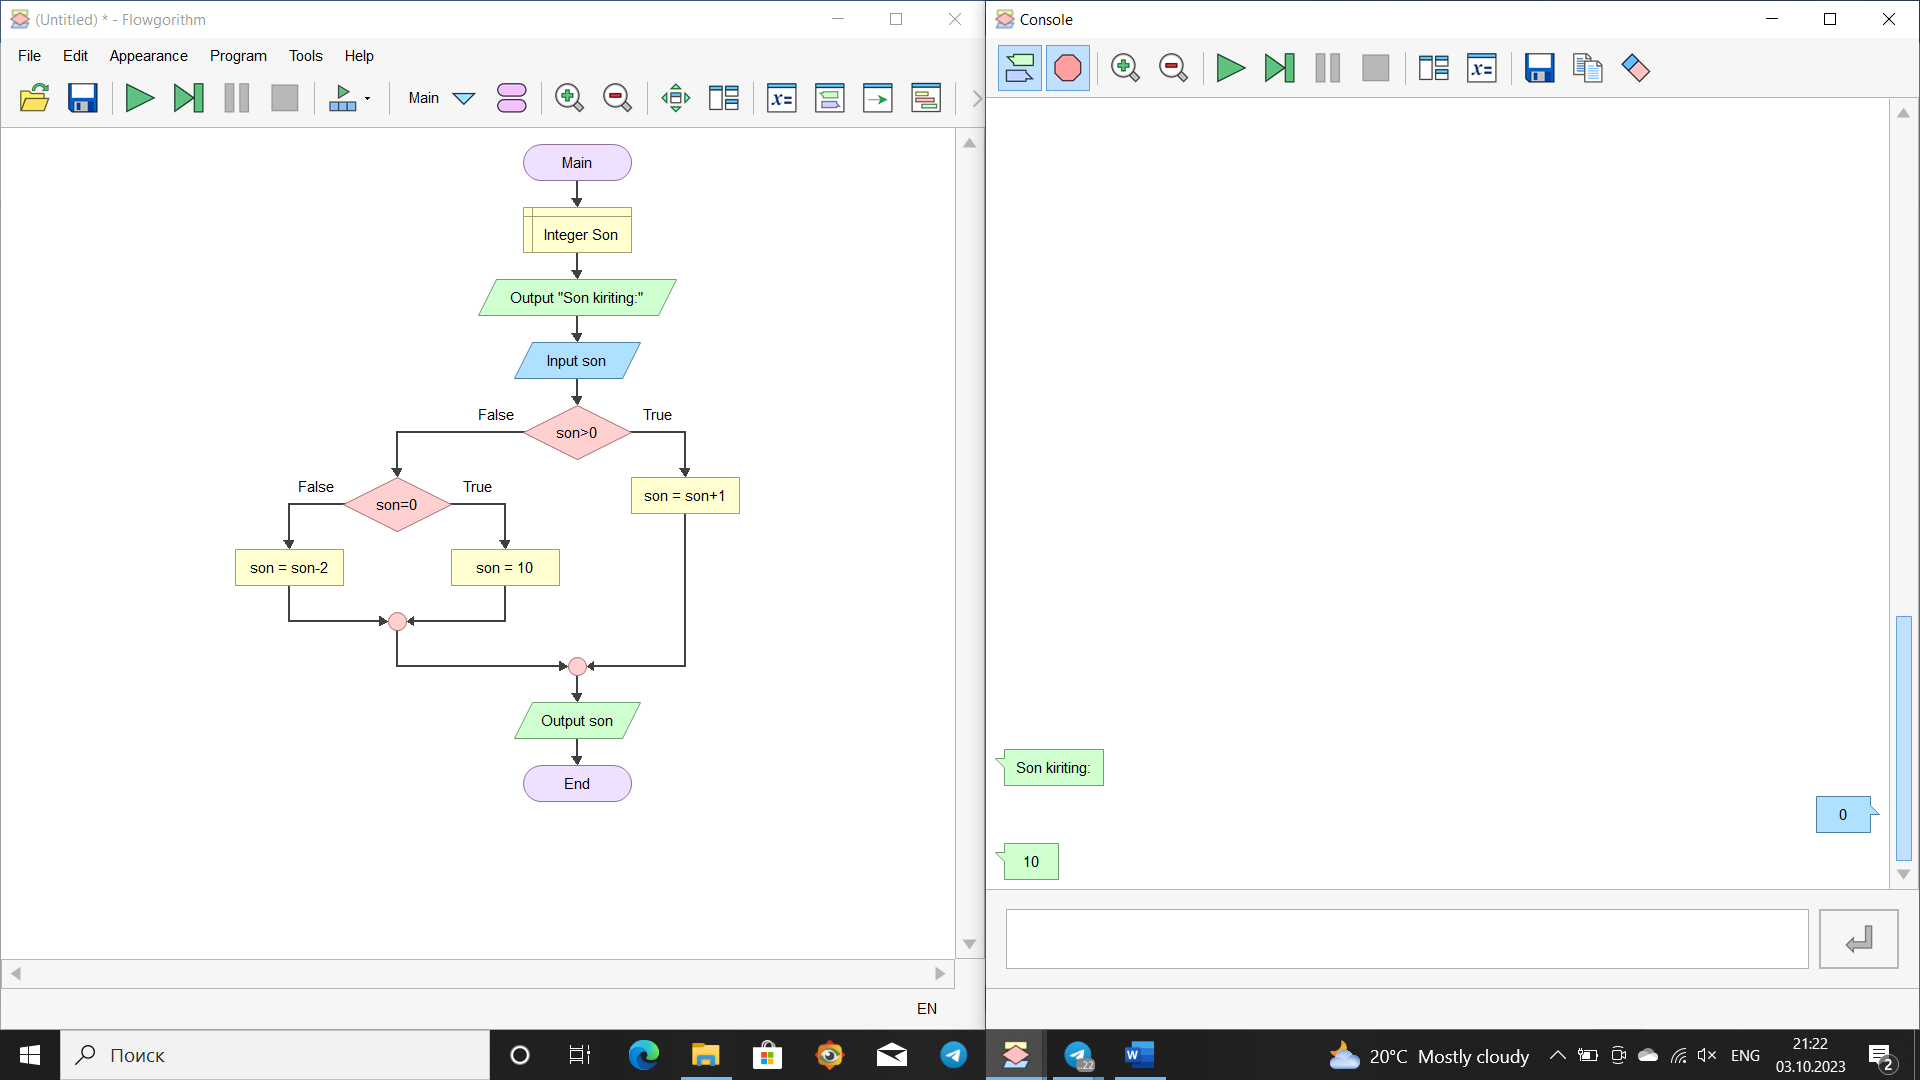 (Untitled) * - Flowgorithm
File Edit Appearance Program Tools Help
Main
Main
Integer Son
Output "Son kiriting:"
Input son
False
True
son>0
False
True
son=0
son = son+1
son = son-2
son = 10
Output son
End
EN
Console
x=
x=
Son kiriting:
0
10
Поиск
22
W
20°C Mostly cloudy
ENG
21:22
03.10.2023
2